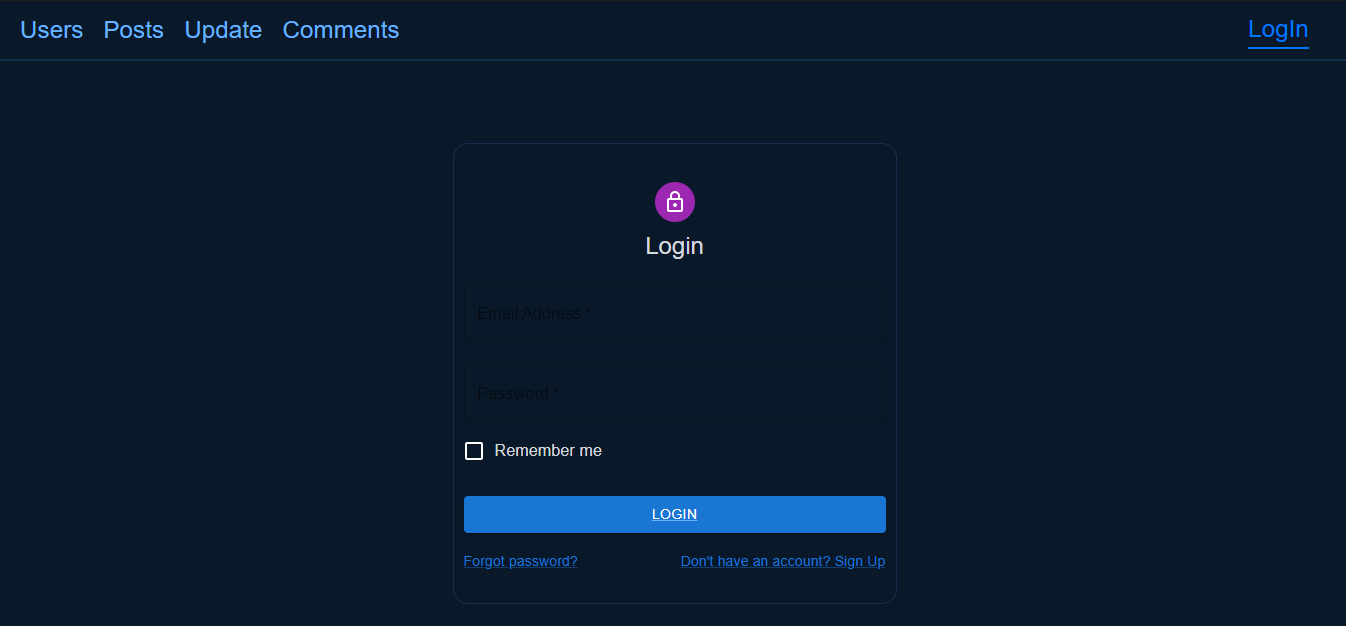 Users Posts Update Comments LogIn
Login
Email Address *
Password *
Remember me
LOGIN
Forgot password? Don't have an account? Sign Up